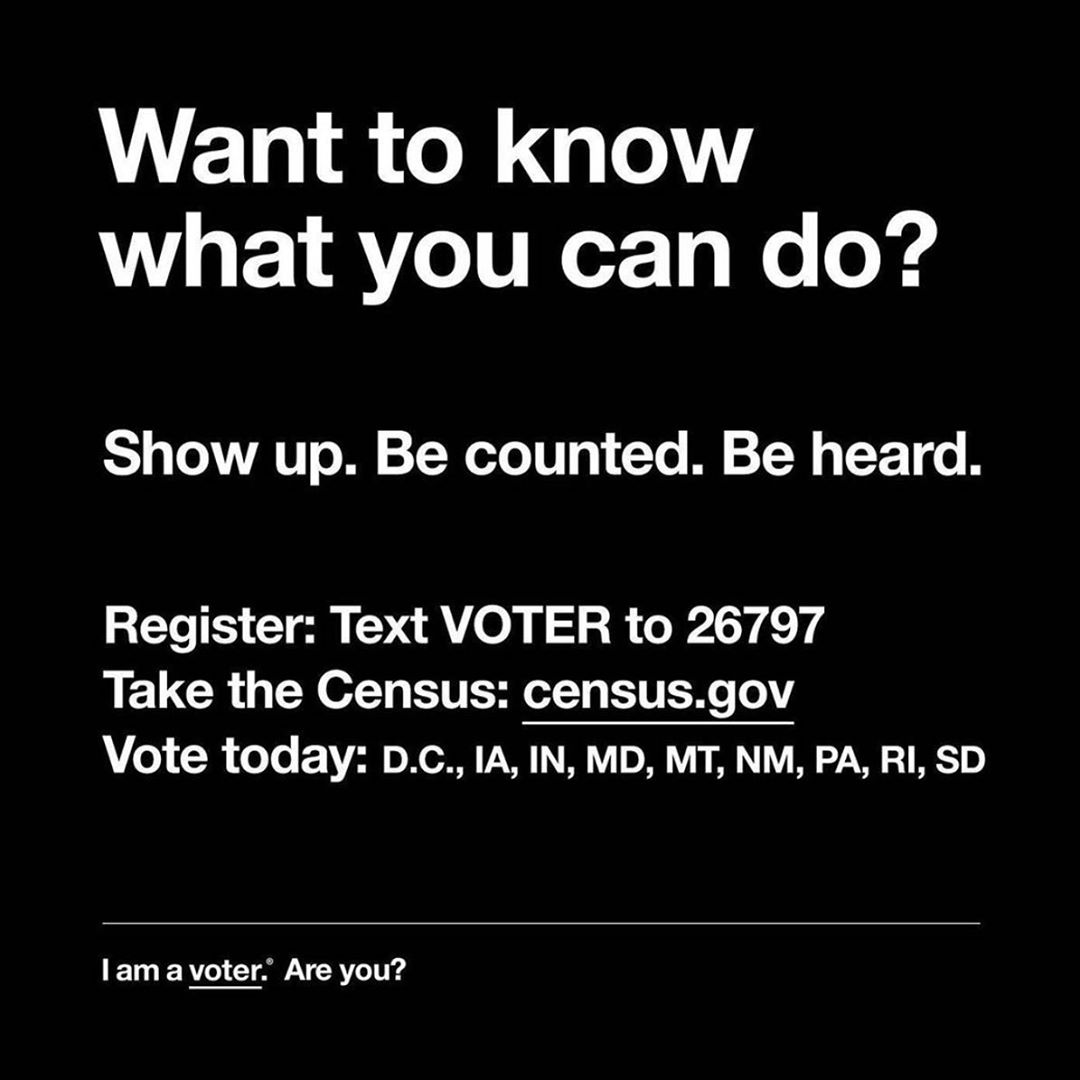 Want to know
what you can do?
Show up. Be counted. Be heard.
Register: Text VOTER to 26797
Take the Census: census.gov
Vote today: D.C., IA, IN, MD, MT, NM, PA, RI, SD
I am a voter.® Are you?